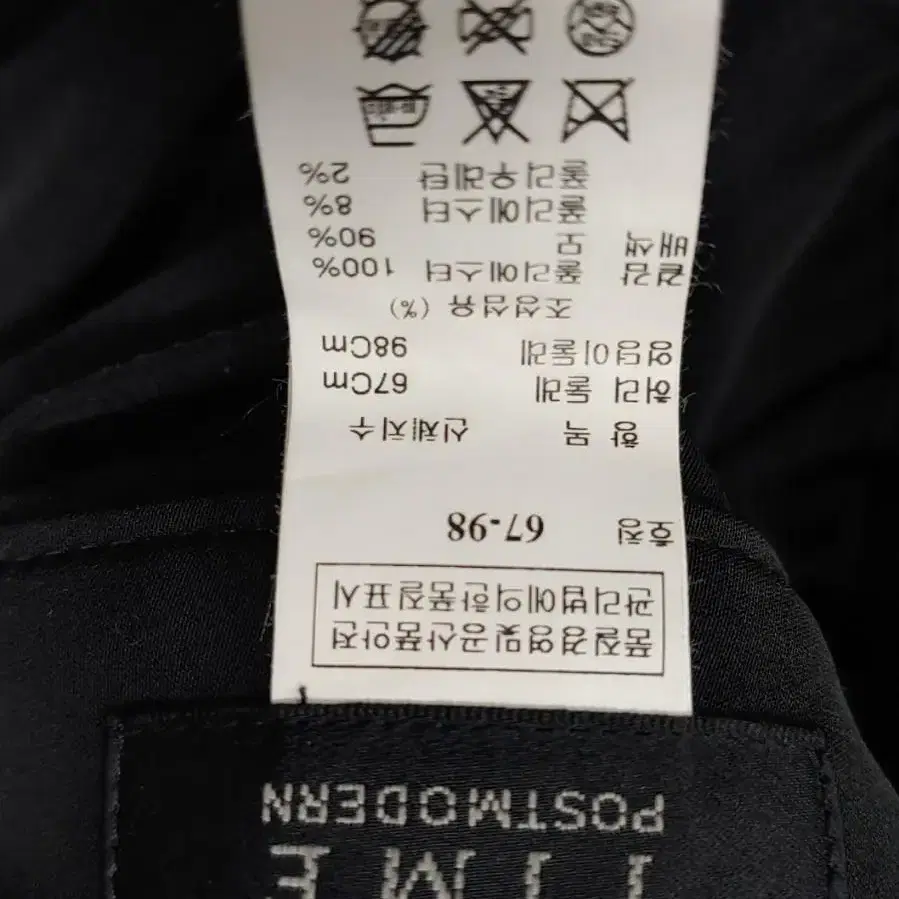 TIME
POSTMODERN
품질경영및공산품안전
관리법에의한품질표시
호칭 67-98
항 목 신체치수
허리 둘레 67Cm
엉덩이둘레 98Cm
조성섬유 (%)
겉감 폴리에스터 100%
배색 모 90%
폴리에스터 8%
폴리우레탄 2%